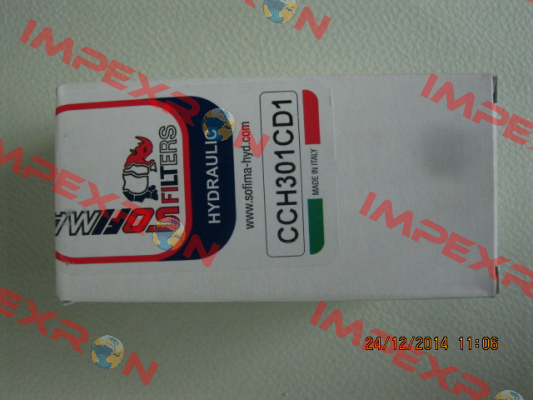 SOFIMA
FILTERS
HYDRAULIC
www.sofima-hyd.com
CCH301CD1
MADE IN ITALY
24/12/2014 11:06
IMPEXRON
IMPEXRON
IMPEXRON
IMPEXRON
IMPEXRON
IMPEXRON